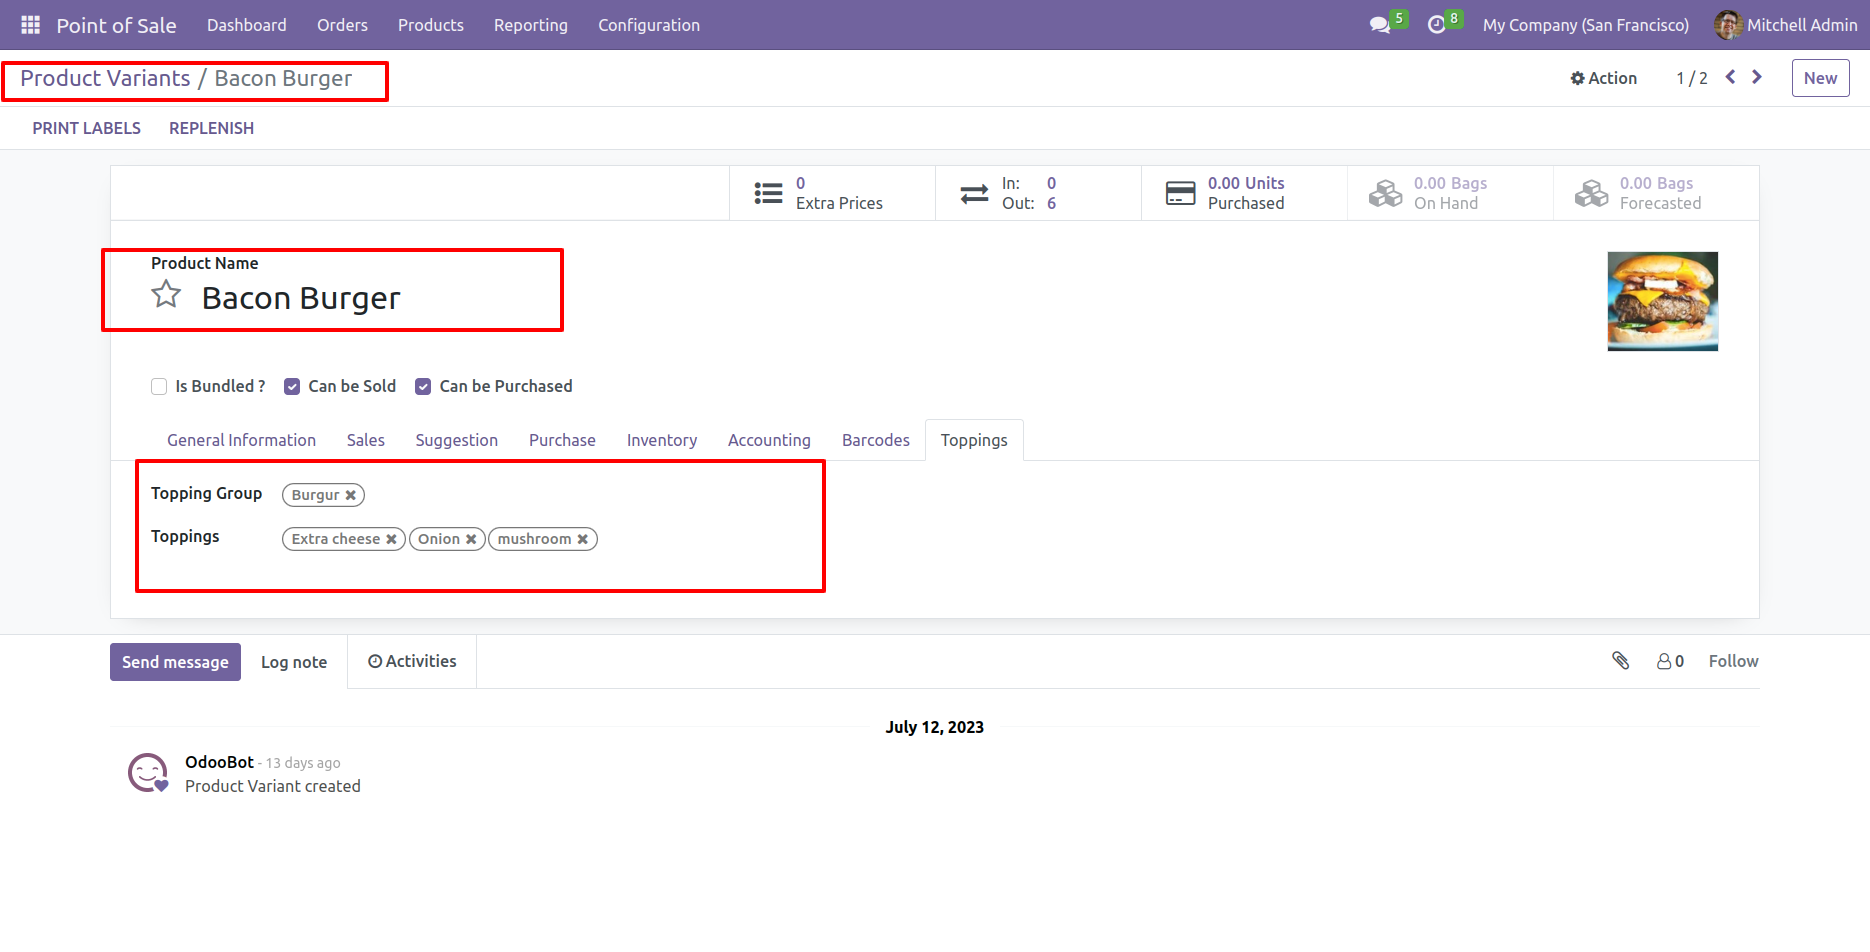 Point of Sale Dashboard Orders Products Reporting Configuration 5 8 My Company (San Francisco) Mitchell Admin
Product Variants / Bacon Burger Action 1 / 2 New
PRINT LABELS REPLENISH
0 Extra Prices
In: 0
Out: 6
0.00 Units
Purchased
0.00 Bags
On Hand
0.00 Bags
Forecasted
Product Name
Bacon Burger
Is Bundled ? Can be Sold Can be Purchased
General Information Sales Suggestion Purchase Inventory Accounting Barcodes Toppings
Topping Group Burgur
Toppings Extra cheese Onion mushroom
Send message Log note Activities 0 Follow
July 12, 2023
OdooBot - 13 days ago
Product Variant created